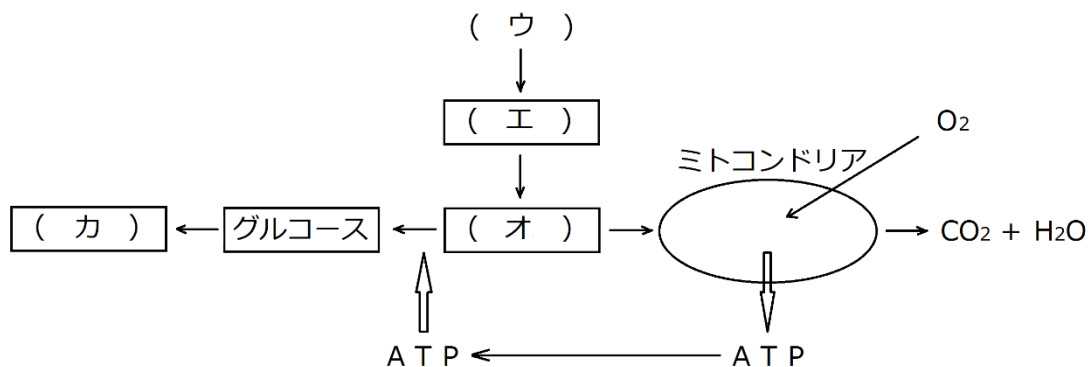 ( ウ )
( エ )
O2
ミトコンドリア
( カ )
グルコース
( オ )
CO2 + H2O
ATP
ATP